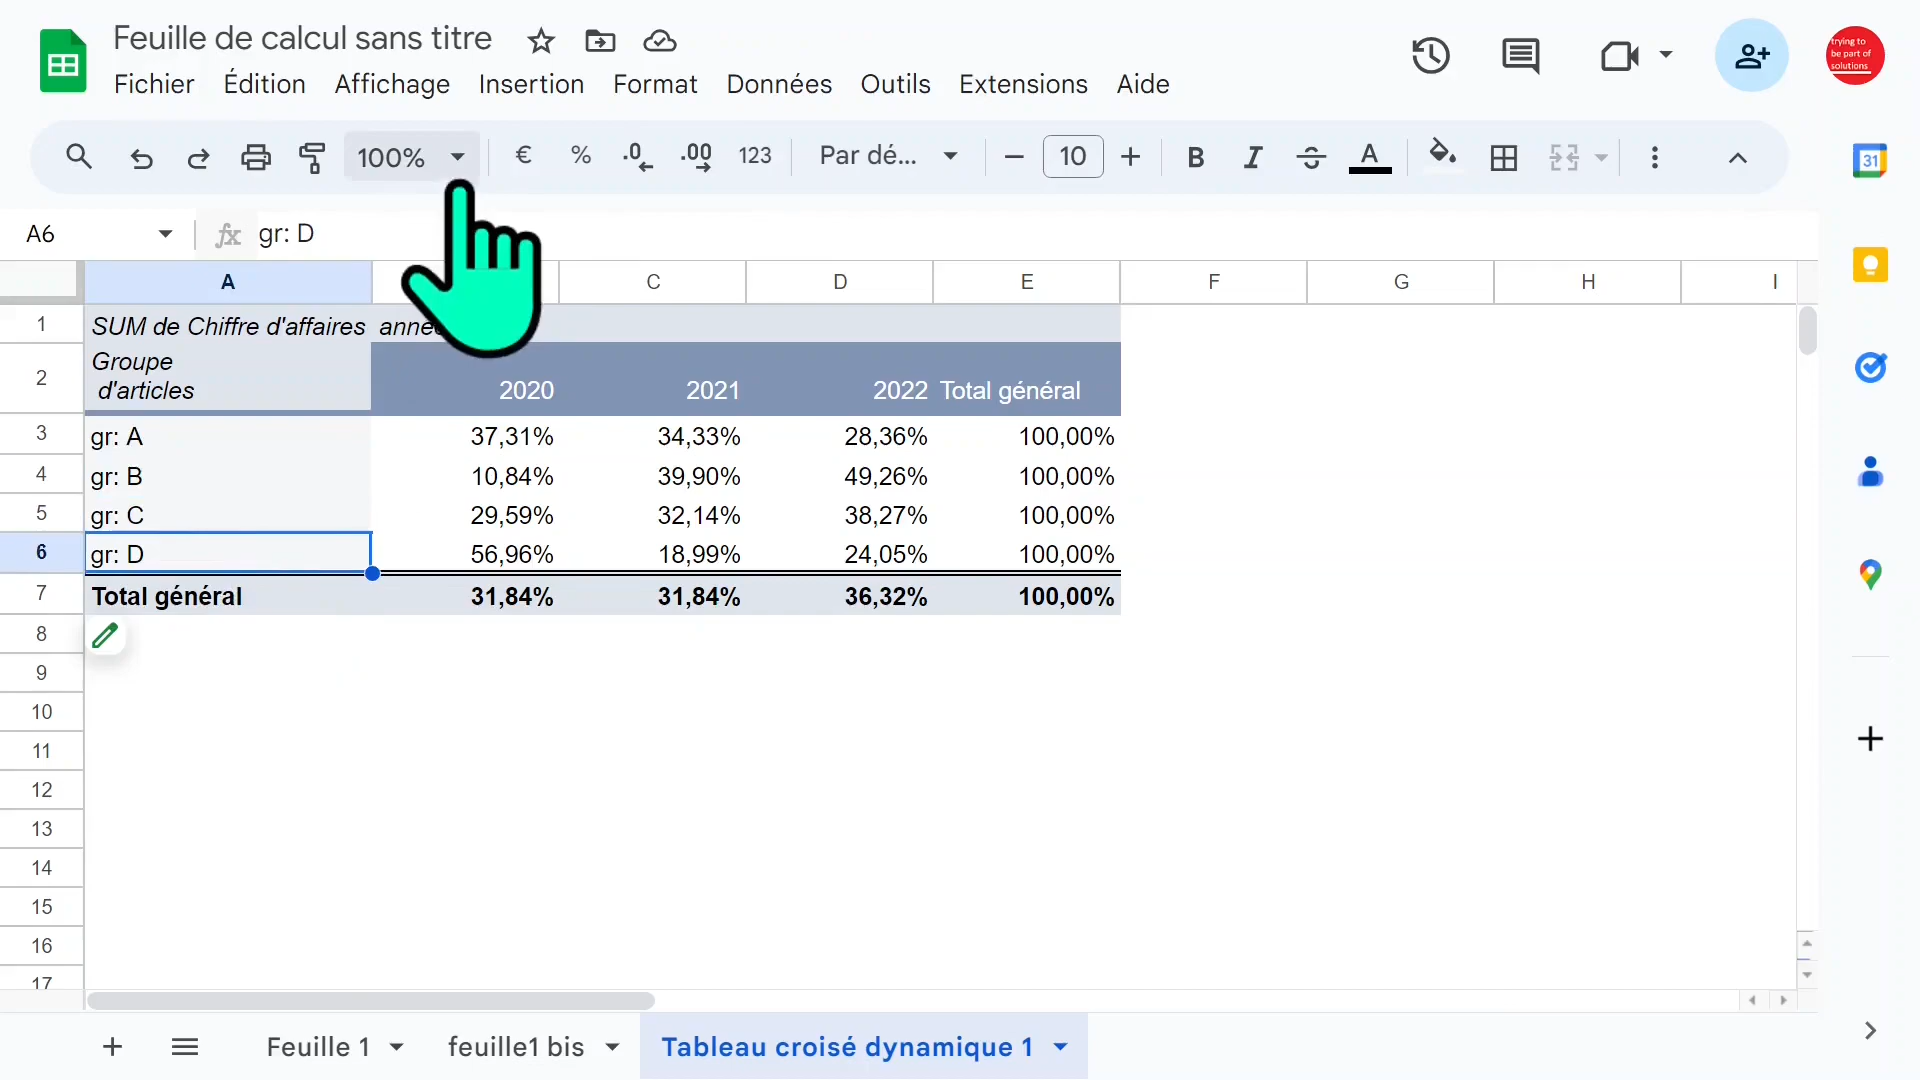 Feuille de calcul sans titre
Fichier Édition Affichage Insertion Format Données Outils Extensions Aide
trying to
be part of
solutions
100% € % .0 .00 123 Par dé... 10 B I S A
31
A6 fx gr: D
A C D E F G H I
1 SUM de Chiffre d'affaires
2 Groupe
d'articles 2020 2021 2022 Total général
3 gr: A 37,31% 34,33% 28,36% 100,00%
4 gr: B 10,84% 39,90% 49,26% 100,00%
5 gr: C 29,59% 32,14% 38,27% 100,00%
6 gr: D 56,96% 18,99% 24,05% 100,00%
7 Total général 31,84% 31,84% 36,32% 100,00%
8
9
10
11
12
13
14
15
16
17
Feuille 1 feuille1 bis Tableau croisé dynamique 1